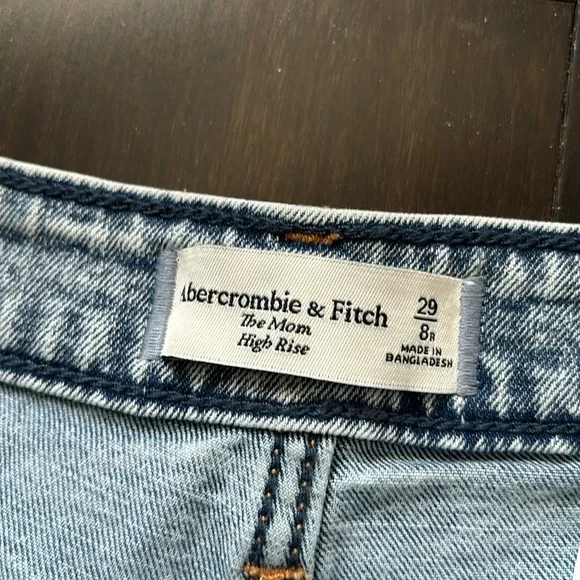 Abercrombie & Fitch
The Mom
High Rise
29
8R
MADE IN
BANGLADESH